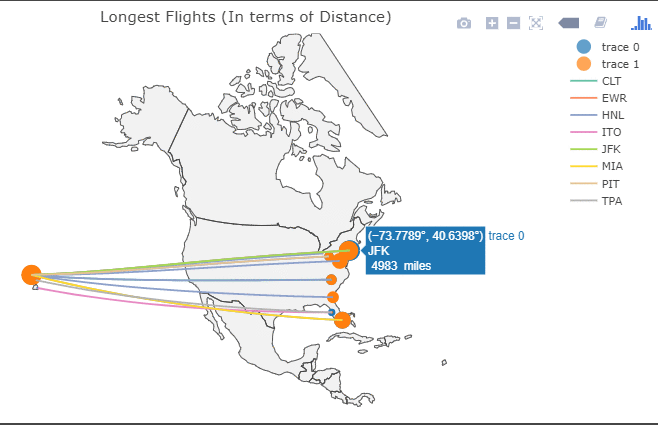 Longest Flights (In terms of Distance)
trace 0
trace 1
CLT
EWR
HNL
ITO
JFK
MIA
PIT
TPA
(−73.7789°, 40.6398°) trace 0
JFK
4983 miles